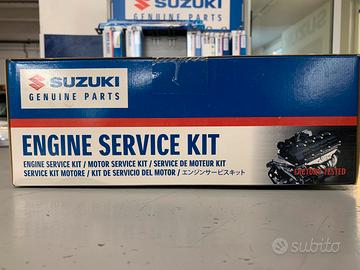 SUZUKI
GENUINE PARTS
SUZUKI
GENUINE PARTS
ENGINE SERVICE KIT
ENGINE SERVICE KIT / MOTOR SERVICE KIT / SERVICE DE MOTEUR KIT
SERVICE KIT MOTORE / KIT DE SERVICIO DEL MOTOR / エンジンサービスキット
FACTORY TESTED
subito